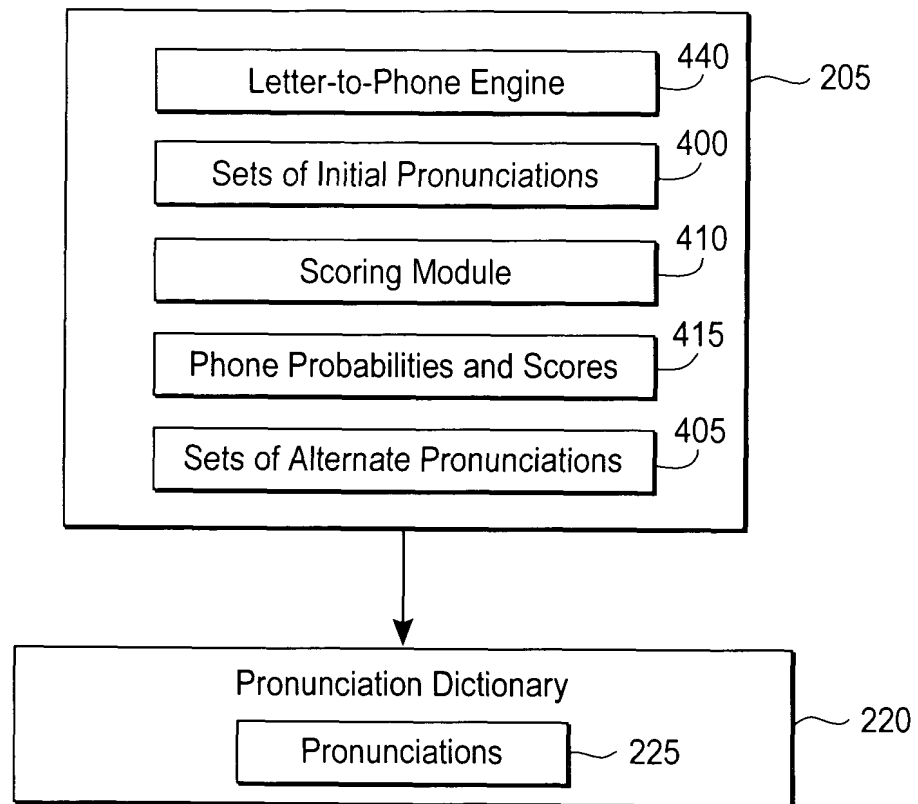 440
Letter-to-Phone Engine
205
400
Sets of Initial Pronunciations
410
Scoring Module
415
Phone Probabilities and Scores
405
Sets of Alternate Pronunciations
Pronunciation Dictionary
220
Pronunciations
225